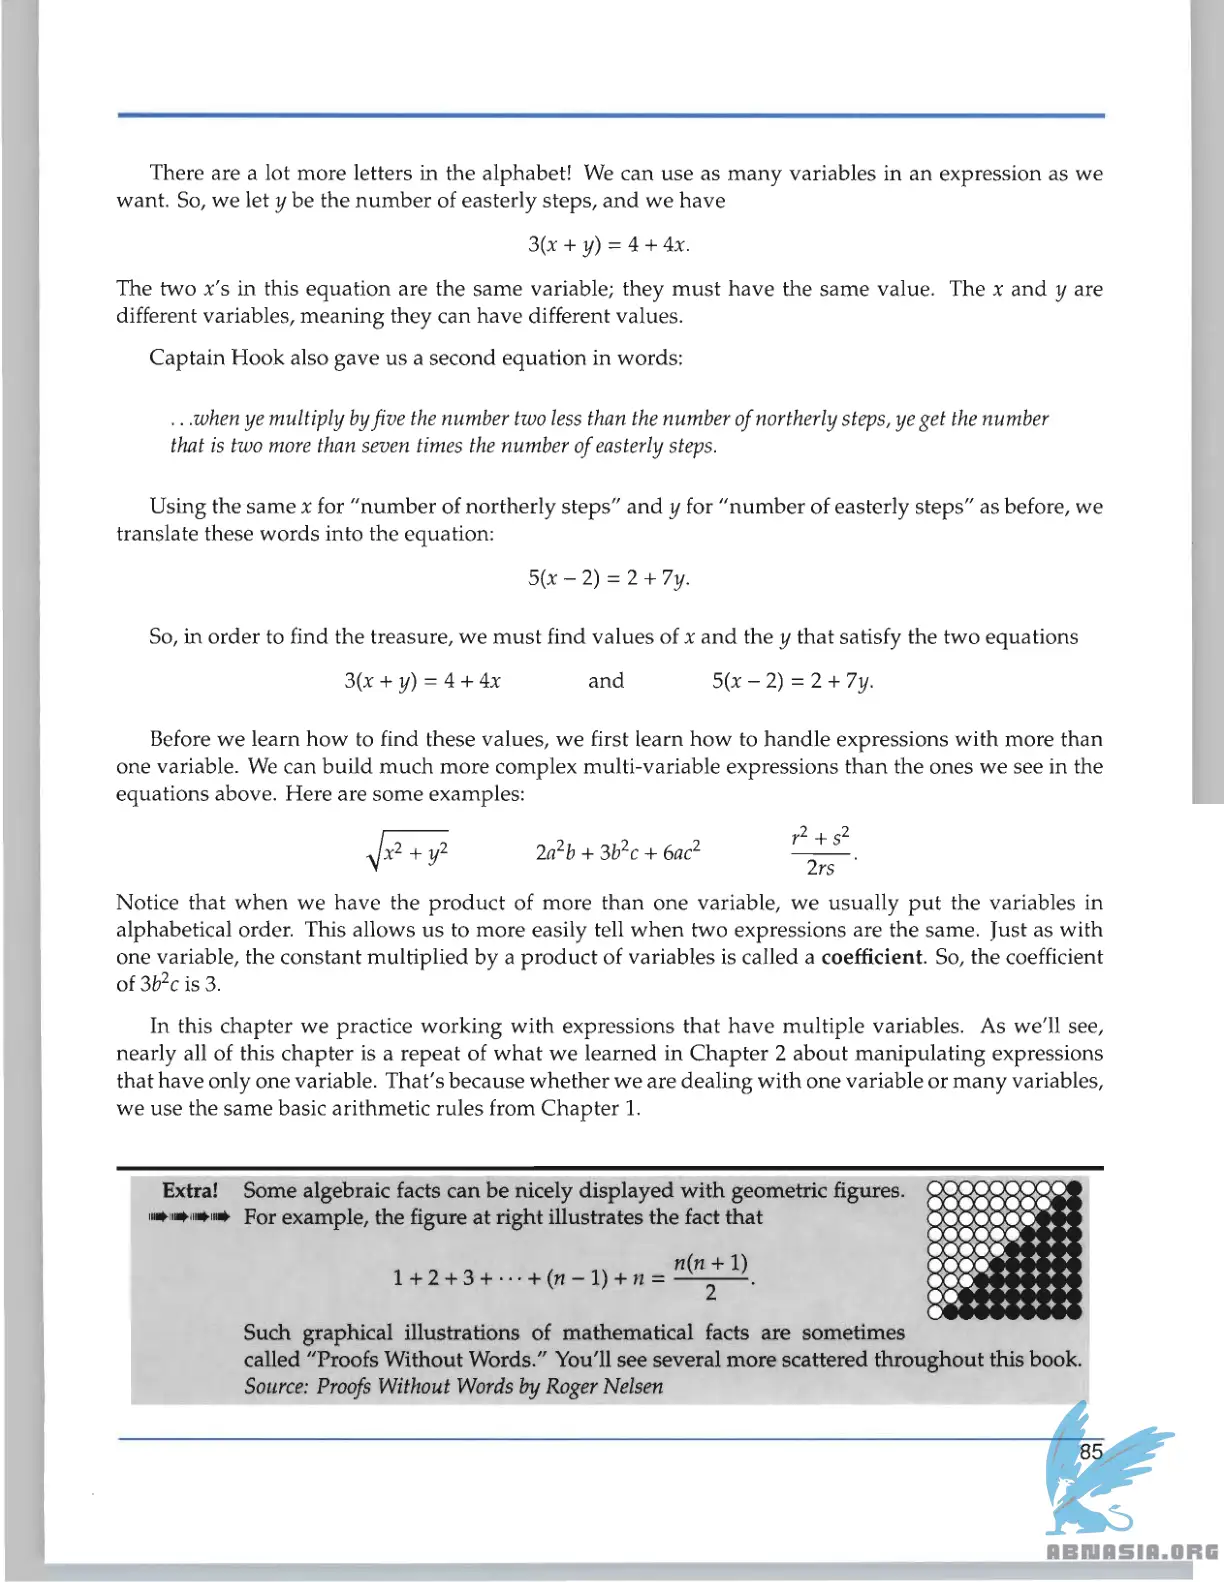 There are a lot more letters in the alphabet! We can use as many variables in an expression as we
want. So, we let y be the number of easterly steps, and we have
3(x + y) = 4 + 4x.
The two x's in this equation are the same variable; they must have the same value. The x and y are
different variables, meaning they can have different values.
Captain Hook also gave us a second equation in words:
. . .when ye multiply by five the number two less than the number of northerly steps, ye get the number
that is two more than seven times the number of easterly steps.
Using the same x for "number of northerly steps" and y for "number of easterly steps" as before, we
translate these words into the equation:
5(x − 2) = 2 + 7y.
So, in order to find the treasure, we must find values of x and the y that satisfy the two equations
3(x + y) = 4 + 4x and 5(x − 2) = 2 + 7y.
Before we learn how to find these values, we first learn how to handle expressions with more than
one variable. We can build much more complex multi-variable expressions than the ones we see in the
equations above. Here are some examples:
√(x² + y²) 2a²b + 3b²c + 6ac² (r² + s²)/(2rs).
Notice that when we have the product of more than one variable, we usually put the variables in
alphabetical order. This allows us to more easily tell when two expressions are the same. Just as with
one variable, the constant multiplied by a product of variables is called a coefficient. So, the coefficient
of 3b²c is 3.
In this chapter we practice working with expressions that have multiple variables. As we'll see,
nearly all of this chapter is a repeat of what we learned in Chapter 2 about manipulating expressions
that have only one variable. That's because whether we are dealing with one variable or many variables,
we use the same basic arithmetic rules from Chapter 1.
Extra! Some algebraic facts can be nicely displayed with geometric figures.
For example, the figure at right illustrates the fact that
1 + 2 + 3 + ··· + (n − 1) + n = n(n + 1)/2.
Such graphical illustrations of mathematical facts are sometimes
called "Proofs Without Words." You'll see several more scattered throughout this book.
Source: Proofs Without Words by Roger Nelsen
85
ABNASIA.ORG